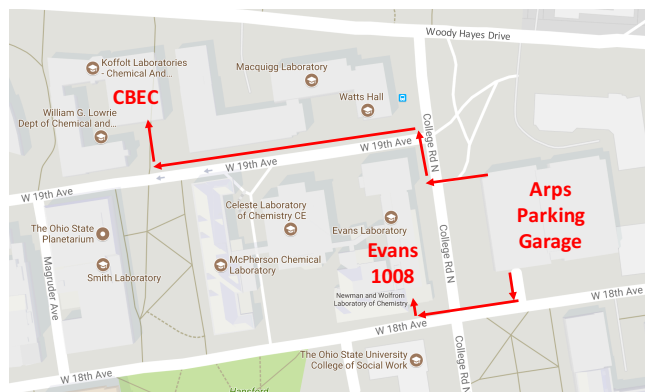 Woody Hayes Drive
Koffolt Laboratories
- Chemical And...
Macquigg Laboratory
CBEC
Watts Hall
William G. Lowrie
Dept of Chemical and...
College Rd N
W 19th Ave
W 19th Ave
W 19th Ave
Arps
Parking
Garage
Celeste Laboratory
of Chemistry CE
The Ohio State
Planetarium
Evans Laboratory
College Rd N
Evans
1008
McPherson Chemical
Laboratory
Smith Laboratory
Magruder Ave
Newman and Wolfrom
Laboratory of Chemistry
W 18th Ave
W 18th Ave
W 18th Ave
The Ohio State University
College of Social Work
College Rd N
Hansford